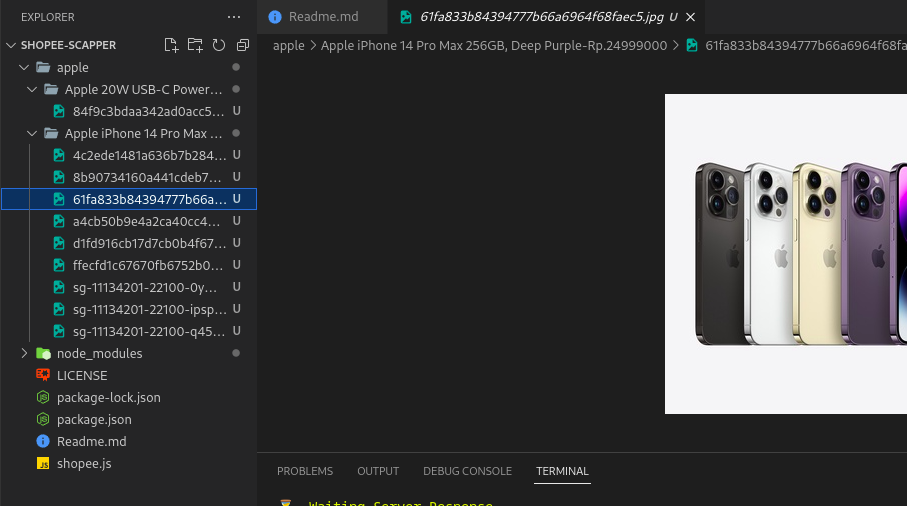 EXPLORER
Readme.md
61fa833b84394777b66a6964f68faec5.jpg U
SHOPEE-SCAPPER
apple > Apple iPhone 14 Pro Max 256GB, Deep Purple-Rp.24999000 > 61fa833b84394777b66a6964f68fa
apple
Apple 20W USB-C Power...
84f9c3bdaa342ad0acc5... U
Apple iPhone 14 Pro Max ...
4c2ede1481a636b7b284... U
8b90734160a441cdeb7... U
61fa833b84394777b66a... U
a4cb50b9e4a2ca40cc4... U
d1fd916cb17d7cb0b4f67... U
ffecfd1c67670fb6752b0... U
sg-11134201-22100-0y... U
sg-11134201-22100-ipsp... U
sg-11134201-22100-q45... U
node_modules
LICENSE
package-lock.json
package.json
Readme.md
JS shopee.js
PROBLEMS OUTPUT DEBUG CONSOLE TERMINAL
Waiting Server Response